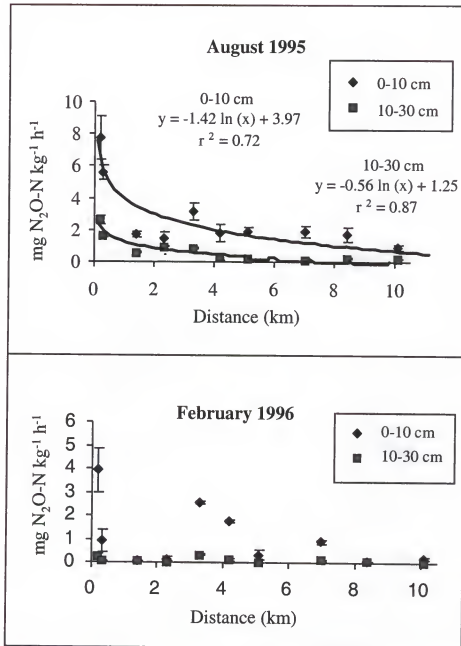 August 1995
0-10 cm
10-30 cm
0-10 cm
y = -1.42 ln (x) + 3.97
r² = 0.72
10-30 cm
y = -0.56 ln (x) + 1.25
r² = 0.87
mg N₂O-N kg⁻¹ h⁻¹
10
8
6
4
2
0
0 2 4 6 8 10
Distance (km)
February 1996
0-10 cm
10-30 cm
mg N₂O-N kg⁻¹ h⁻¹
6
5
4
3
2
1
0
0 2 4 6 8 10
Distance (km)